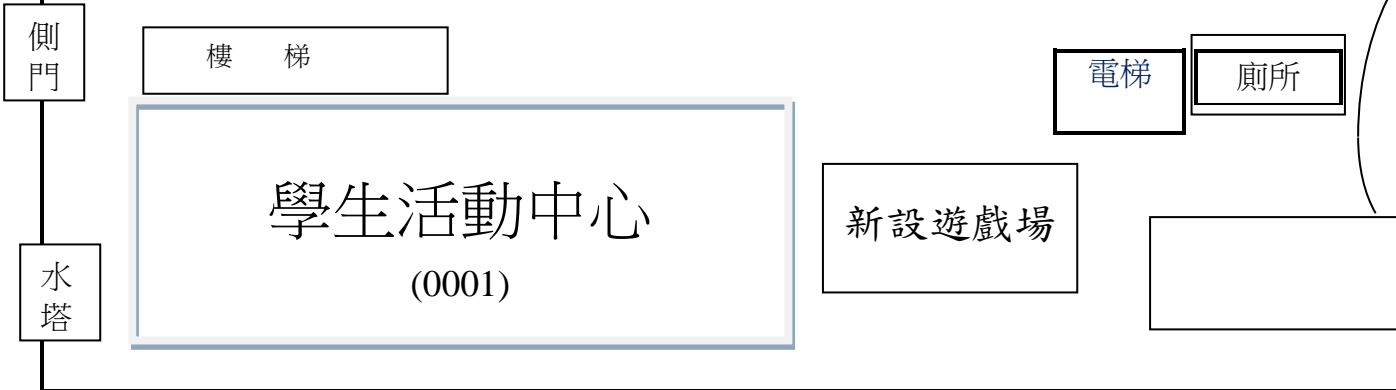 側
門
樓 梯
電梯
廁所
學生活動中心
(0001)
新設遊戲場
水
塔